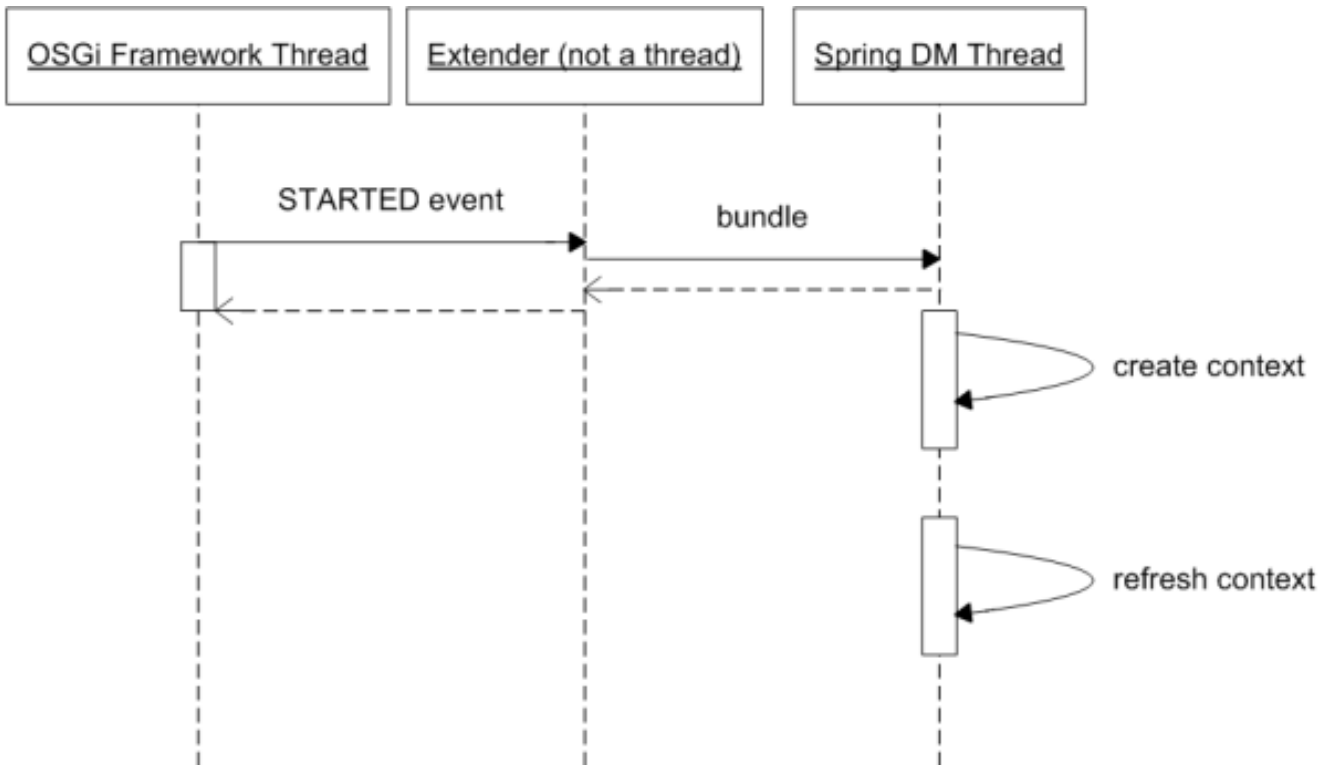 OSGi Framework Thread
Extender (not a thread)
Spring DM Thread
STARTED event
bundle
create context
refresh context